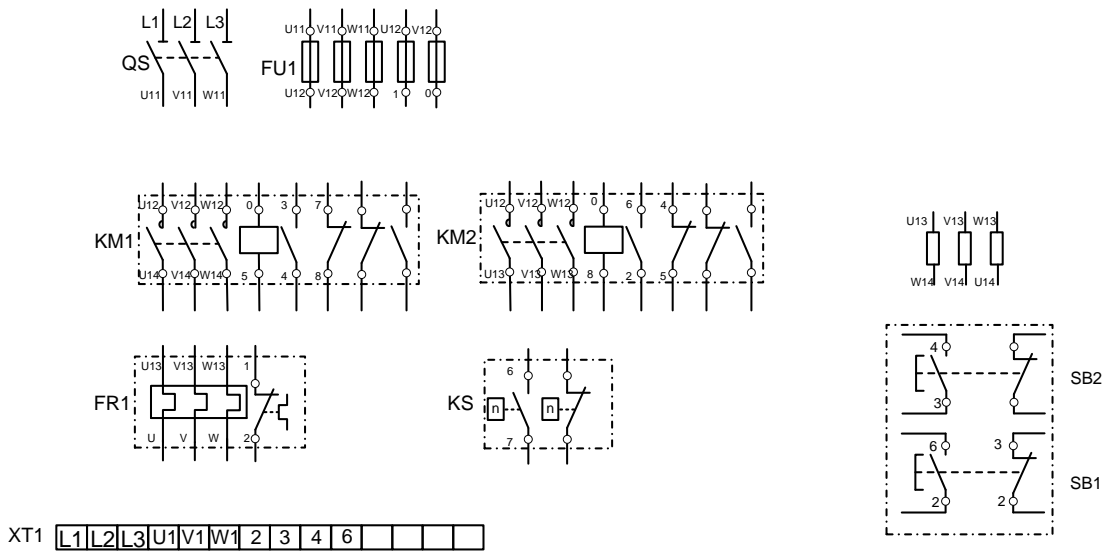 L1 L2 L3
QS
U11 V11 W11
FU1
U11 V11 W11 U12 V12
U12 V12 W12 1 0
KM1
U12 V12 W12 0 3 7
U14 V14 W14 5 4 8
KM2
U12 V12 W12 0 6 4
U13 V13 W13 8 2 5
U13 V13 W13
W14 V14 U14
FR1
U13 V13 W13 1
U V W 2
KS
6
n n
7
4
SB2
3
6 3
SB1
2 2
XT1 L1 L2 L3 U1 V1 W1 2 3 4 6